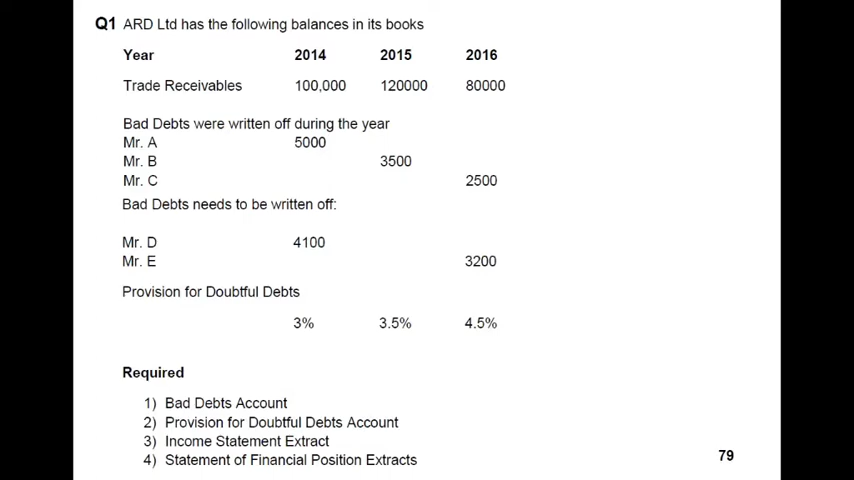 Q1 ARD Ltd has the following balances in its books
Year 2014 2015 2016
Trade Receivables 100,000 120000 80000
Bad Debts were written off during the year
Mr. A 5000
Mr. B 3500
Mr. C 2500
Bad Debts needs to be written off:
Mr. D 4100
Mr. E 3200
Provision for Doubtful Debts
3% 3.5% 4.5%
Required
1) Bad Debts Account
2) Provision for Doubtful Debts Account
3) Income Statement Extract
4) Statement of Financial Position Extracts
79